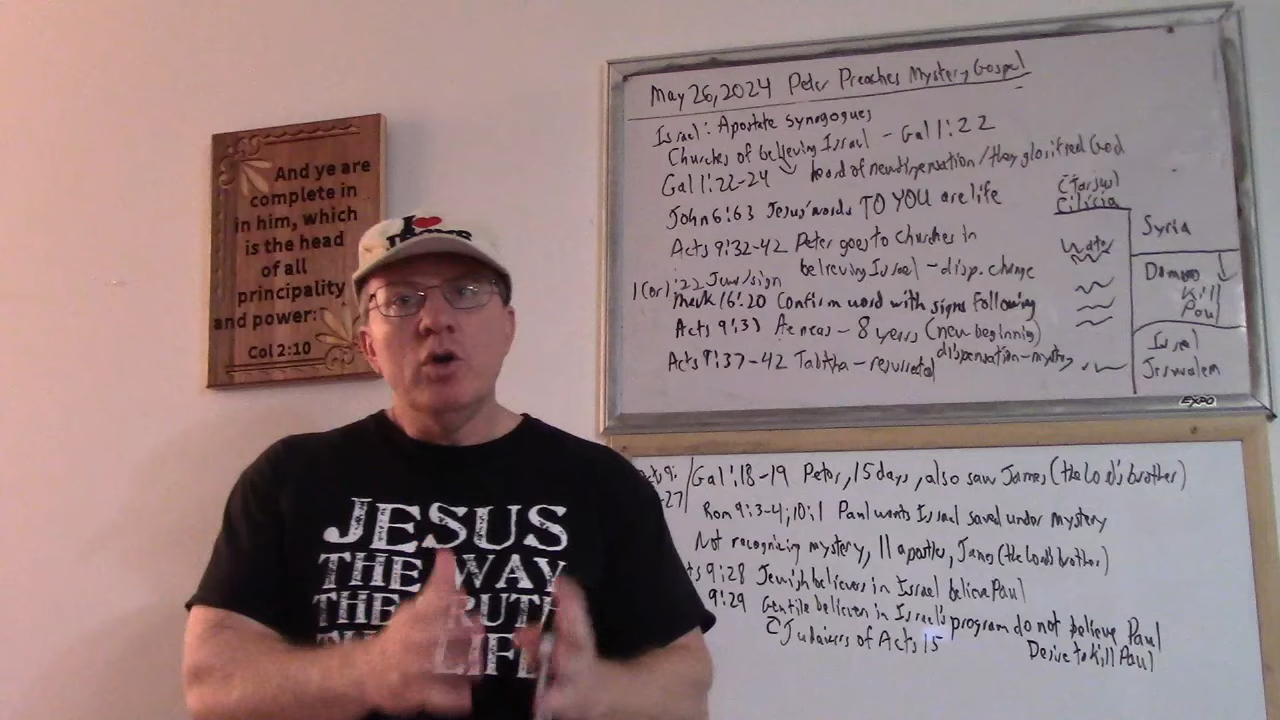 And ye are
complete in
in him, which
is the head
of all
principality
and power:
Col 2:10
I
JESUS
THE WAY
THE TRUTH
LIFE
May 26, 2024 Peter Preaches Mystery Gospel
Israel: Apostate synagogues
Churches of believing Israel - Gal 1:22
Gal 1:22-24 heard of new dispensation/they glorified God
John 6:63 Jesus' words TO YOU are life
Acts 9:32-42 Peter goes to churches in
believing Israel - disp. change
1 Cor 1:22 Jews/sign
Mark 16:20 Confirm word with signs following
Acts 9:33 Aeneas - 8 years (new beginning)
dispensation-mystery
Acts 9:37-42 Tabitha - resurrected
(Tarsus)
Cilicia
Water
Syria
Kill
Paul
Israel
Jerusalem
EXPO
Gal 1:18-19 Peter, 15 days, also saw James (the Lord's brother)
27
Rom 9:3-4; 10:1 Paul wants Israel saved under mystery
Not recognizing mystery, 11 apostles, James (the Lord's brother)
9:28 Jewish believers in Israel believe Paul
9:29 Gentile believers in Israel's program do not believe Paul
Judaizers of Acts 15
Desire to kill Paul